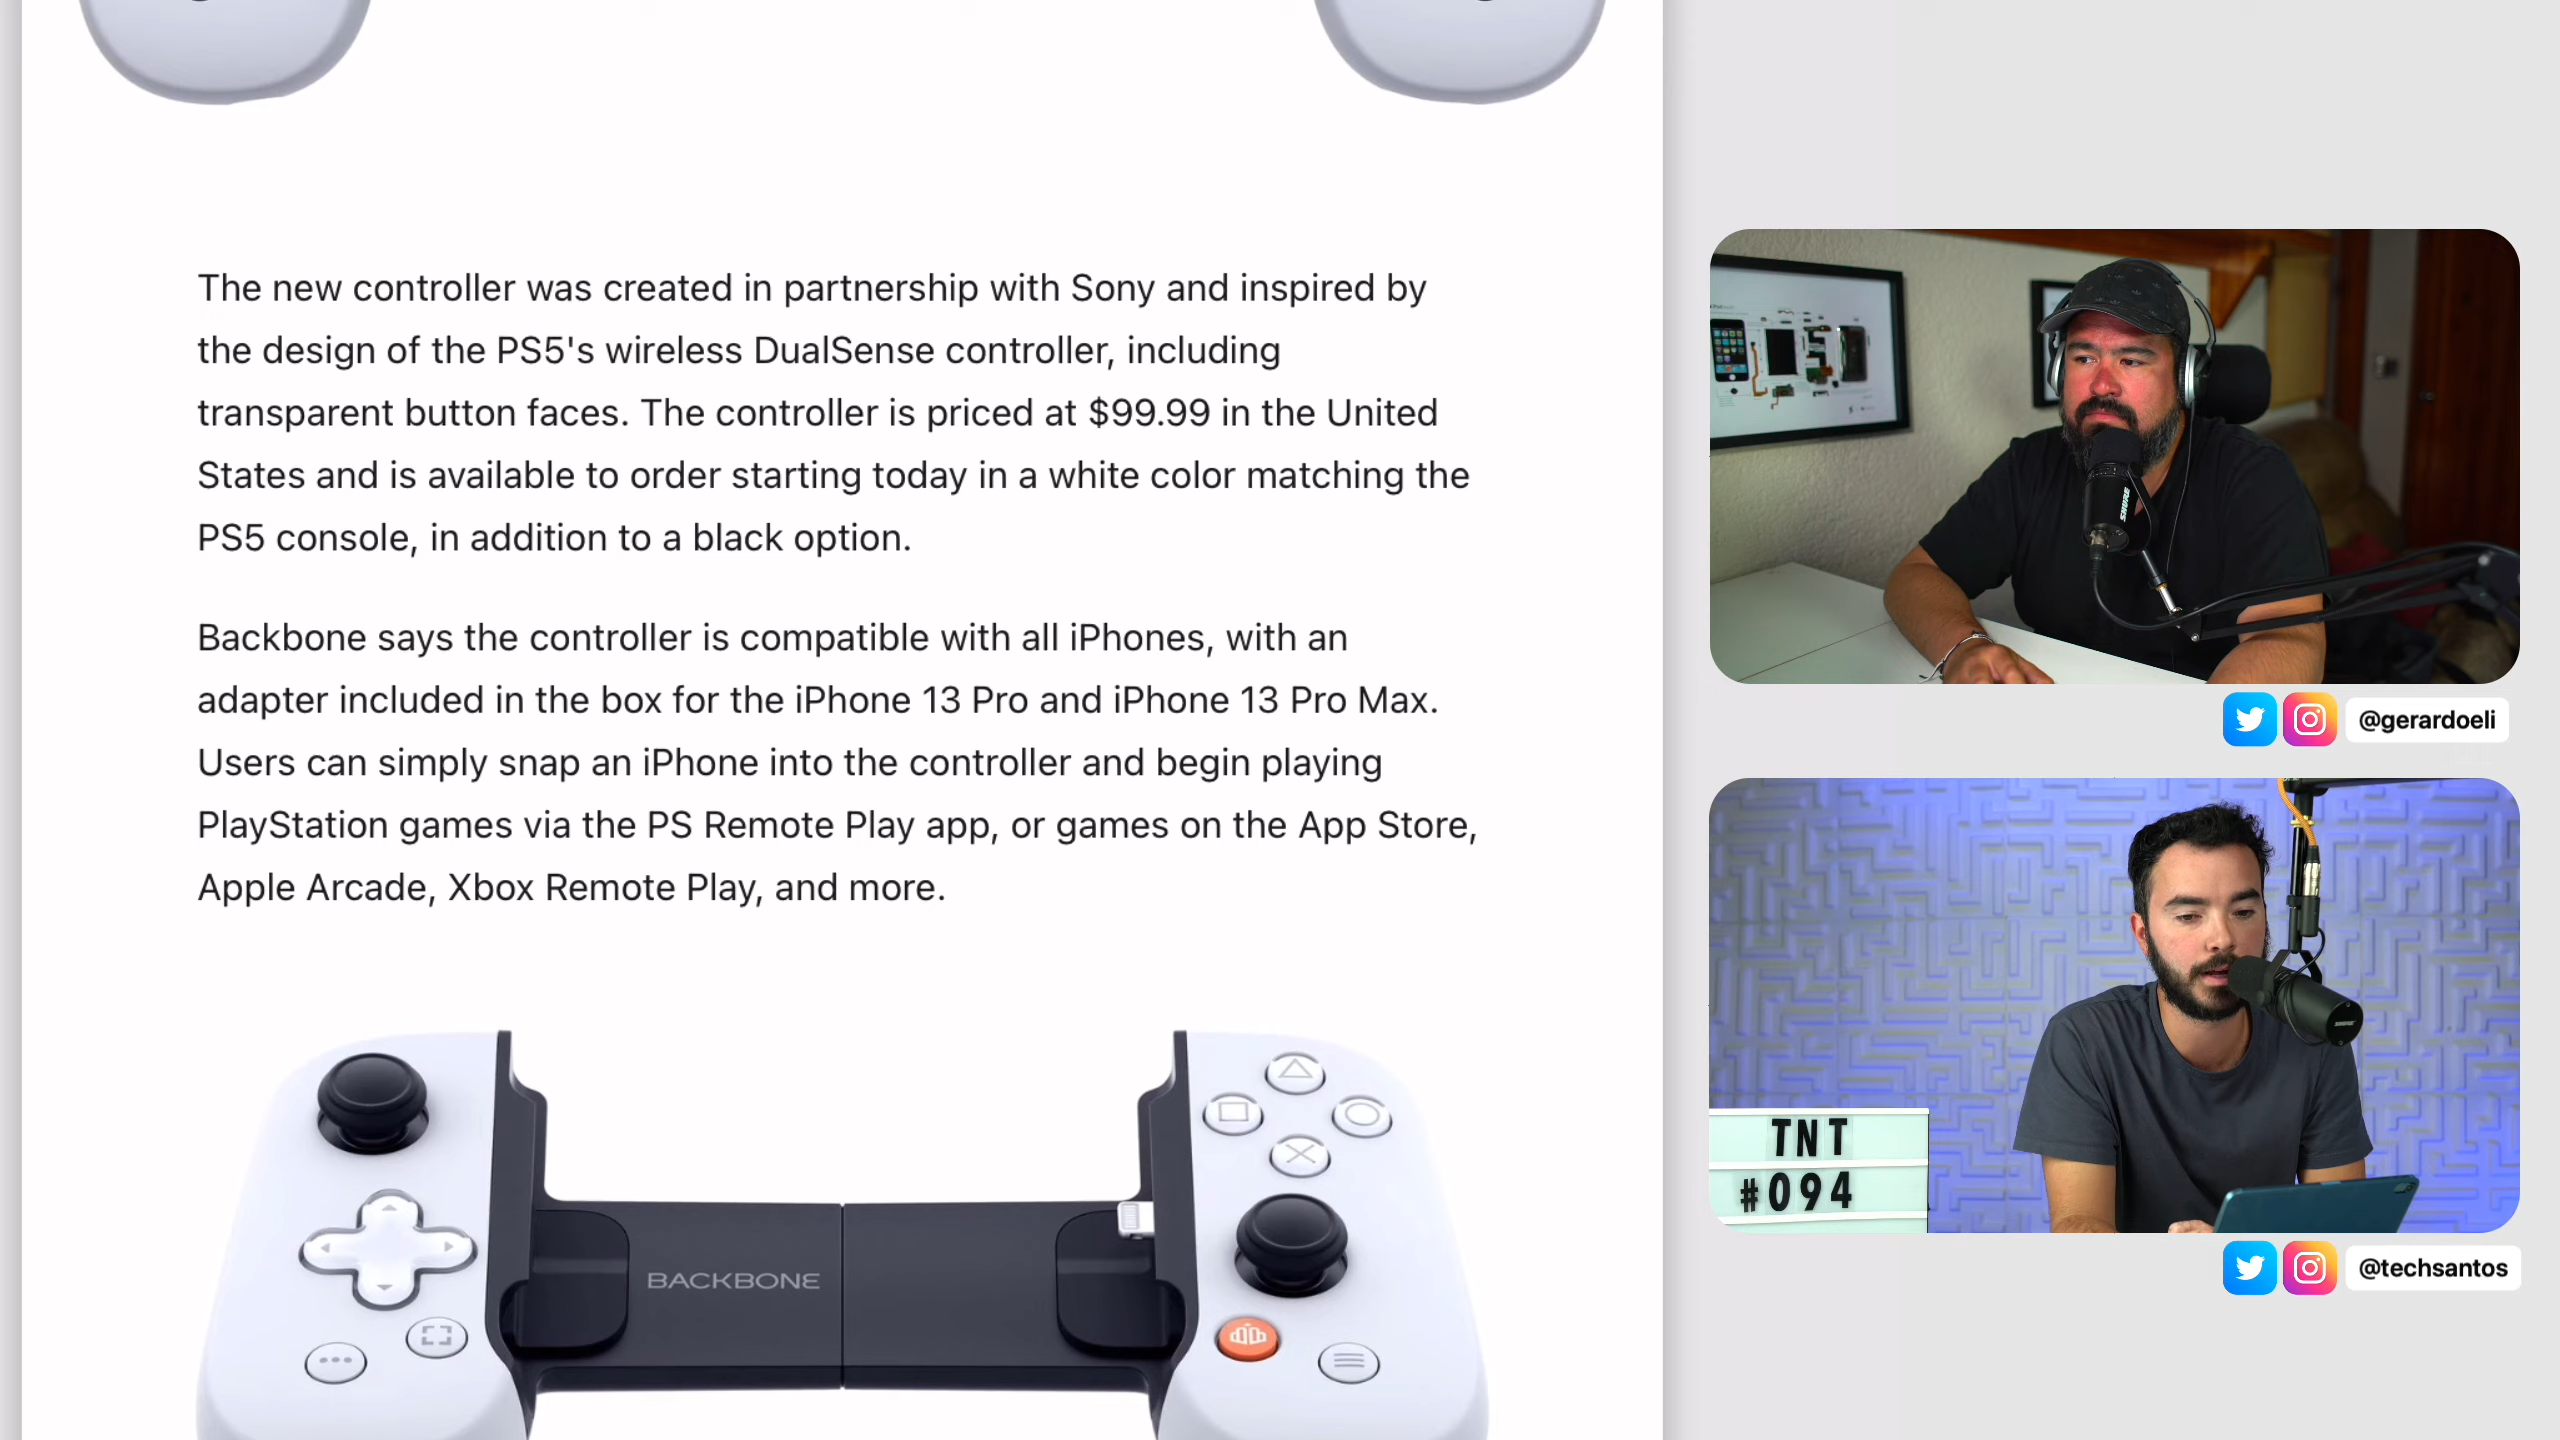 The new controller was created in partnership with Sony and inspired by
the design of the PS5's wireless DualSense controller, including
transparent button faces. The controller is priced at $99.99 in the United
States and is available to order starting today in a white color matching the
PS5 console, in addition to a black option.
Backbone says the controller is compatible with all iPhones, with an
adapter included in the box for the iPhone 13 Pro and iPhone 13 Pro Max.
Users can simply snap an iPhone into the controller and begin playing
PlayStation games via the PS Remote Play app, or games on the App Store,
Apple Arcade, Xbox Remote Play, and more.
BACKBONE
SHURE
@gerardoeli
TNT
#094
@techsantos